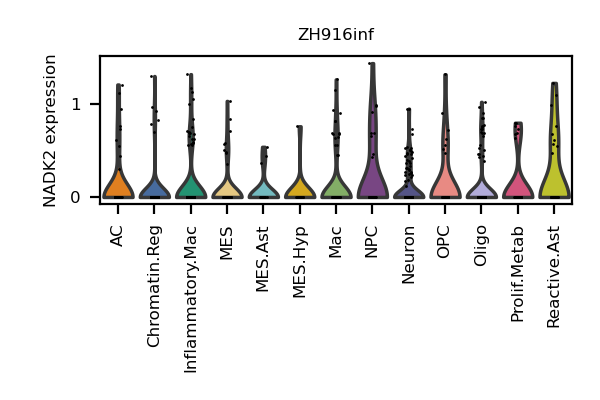 ZH916inf
NADK2 expression
1
0
AC
Chromatin.Reg
Inflammatory.Mac
MES
MES.Ast
MES.Hyp
Mac
NPC
Neuron
OPC
Oligo
Prolif.Metab
Reactive.Ast